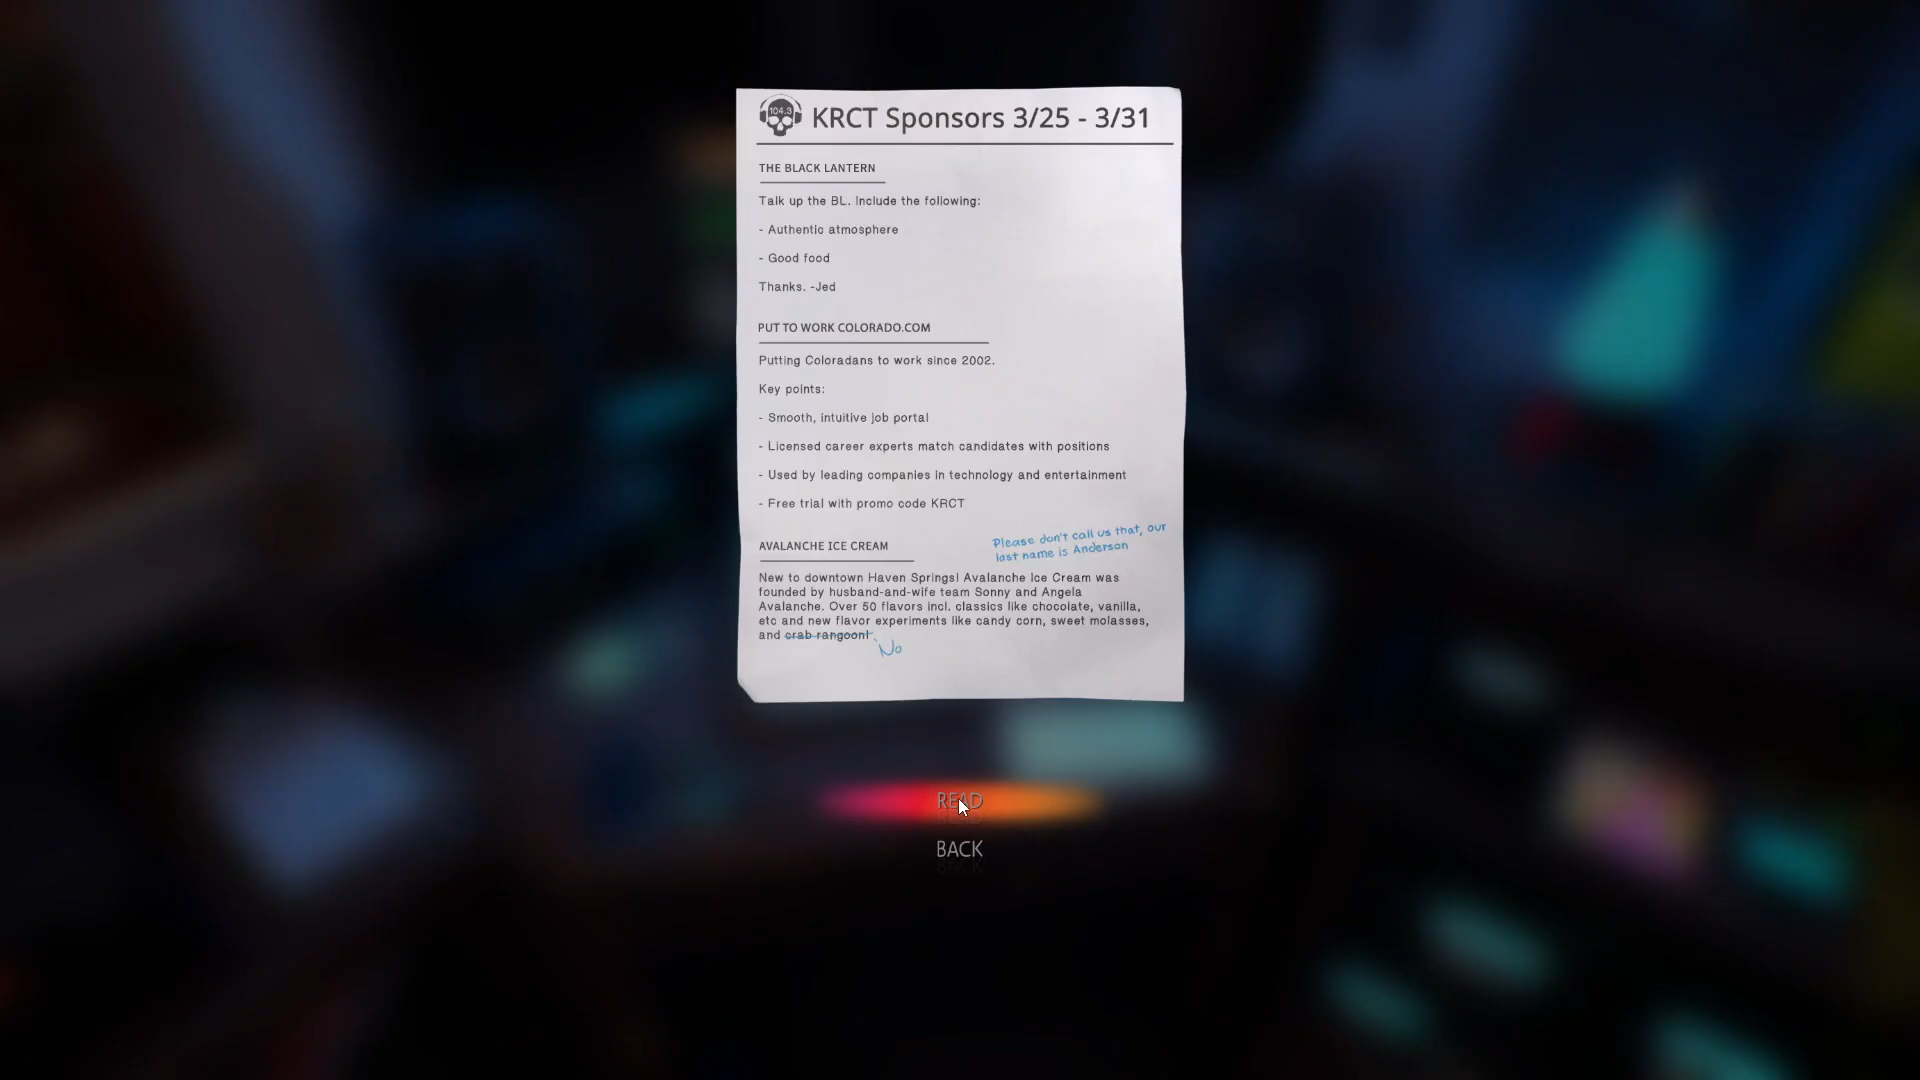 104.3
KRCT Sponsors 3/25 - 3/31
THE BLACK LANTERN
Talk up the BL. Include the following:
- Authentic atmosphere
- Good food
Thanks. -Jed
PUT TO WORK COLORADO.COM
Putting Coloradans to work since 2002.
Key points:
- Smooth, intuitive job portal
- Licensed career experts match candidates with positions
- Used by leading companies in technology and entertainment
- Free trial with promo code KRCT
Please don't call us that, our
last name is Anderson
AVALANCHE ICE CREAM
New to downtown Haven Springs! Avalanche Ice Cream was
founded by husband-and-wife team Sonny and Angela
Avalanche. Over 50 flavors incl. classics like chocolate, vanilla,
etc and new flavor experiments like candy corn, sweet molasses,
and crab rangoon!
No
READ
BACK